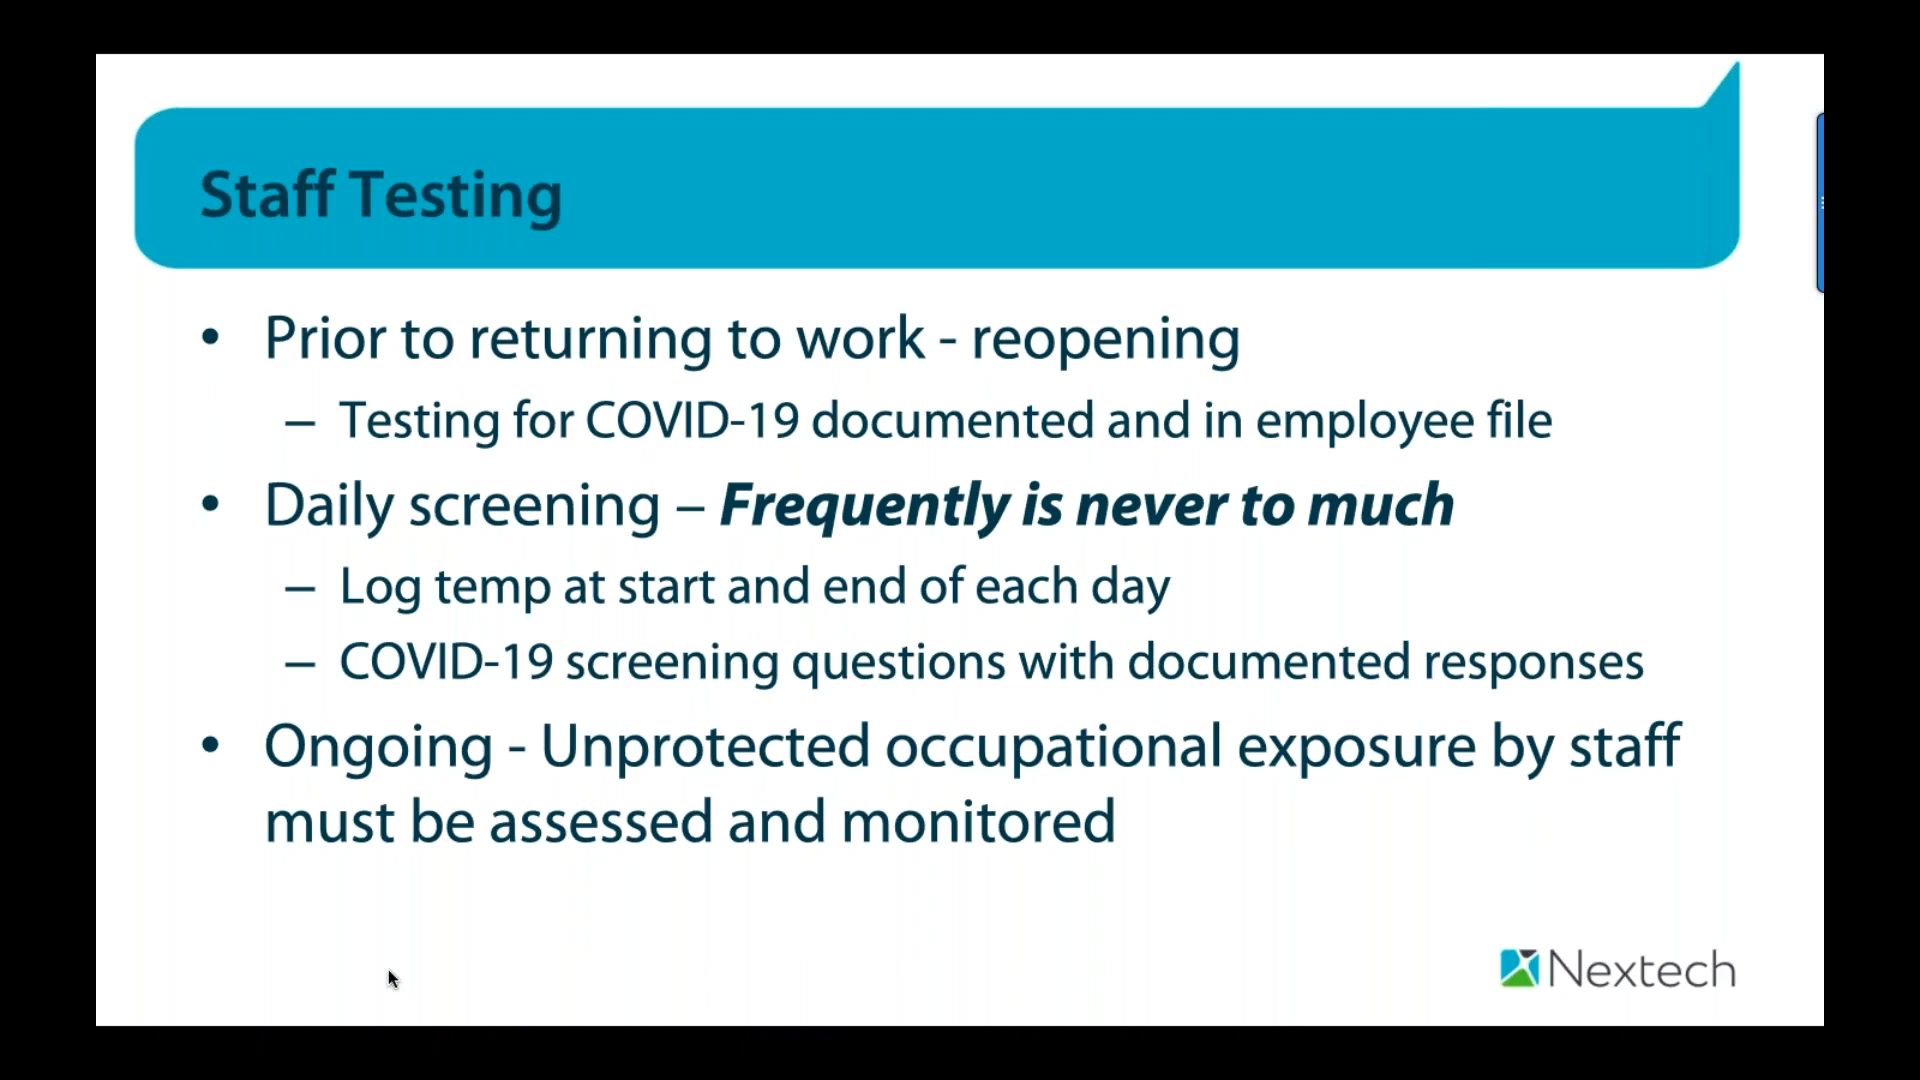 Staff Testing
• Prior to returning to work - reopening
– Testing for COVID-19 documented and in employee file
• Daily screening – Frequently is never to much
– Log temp at start and end of each day
– COVID-19 screening questions with documented responses
• Ongoing - Unprotected occupational exposure by staff
must be assessed and monitored
Nextech